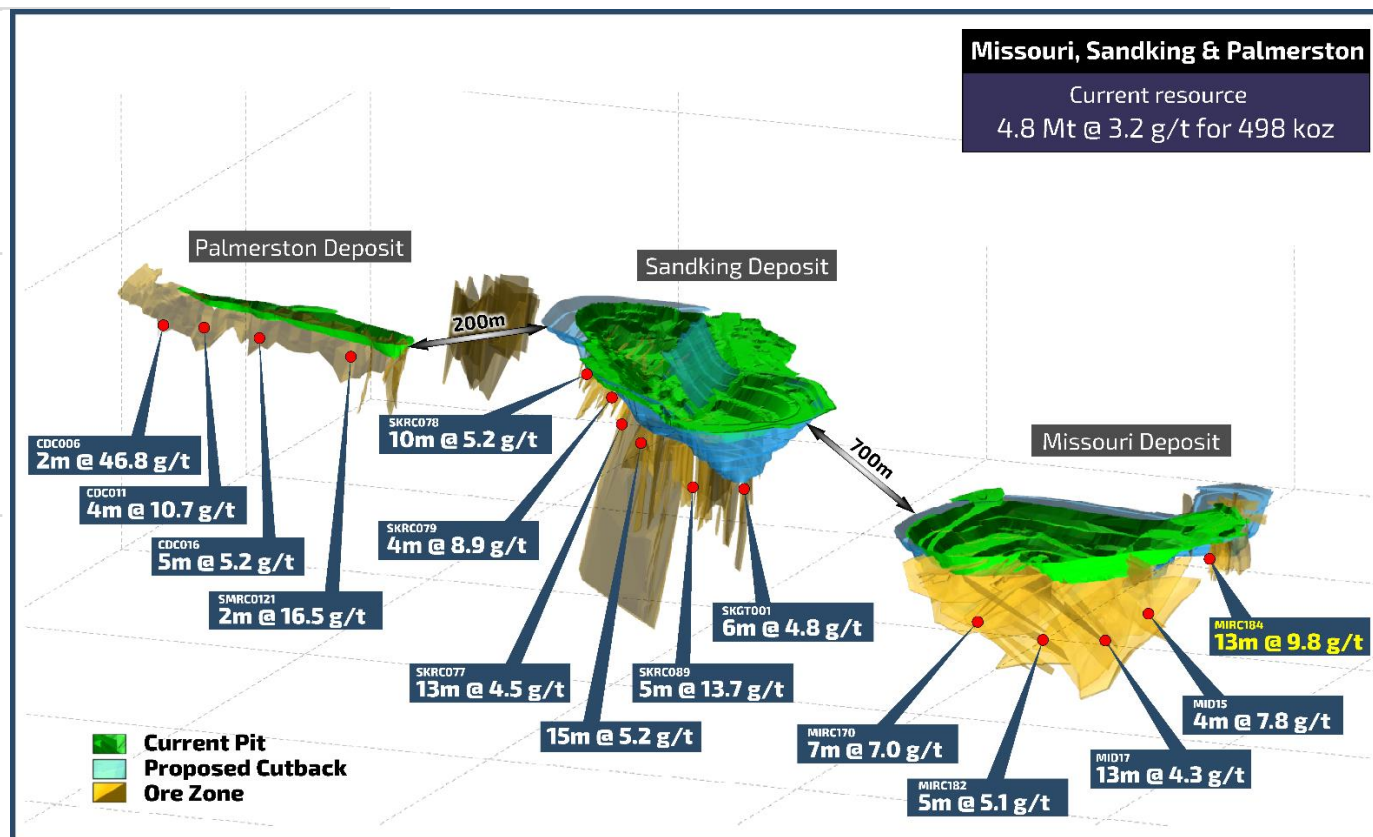 Missouri, Sandking & Palmerston
Current resource
4.8 Mt @ 3.2 g/t for 498 koz
Palmerston Deposit
Sandking Deposit
Missouri Deposit
200m
700m
CDC006
2m @ 46.8 g/t
CDC011
4m @ 10.7 g/t
CDC016
5m @ 5.2 g/t
SMRC0121
2m @ 16.5 g/t
SKRC078
10m @ 5.2 g/t
SKRC079
4m @ 8.9 g/t
SKRC077
13m @ 4.5 g/t
15m @ 5.2 g/t
SKRC089
5m @ 13.7 g/t
SKGT001
6m @ 4.8 g/t
MIRC170
7m @ 7.0 g/t
MIRC182
5m @ 5.1 g/t
MID17
13m @ 4.3 g/t
MID15
4m @ 7.8 g/t
MIRC184
13m @ 9.8 g/t
Current Pit
Proposed Cutback
Ore Zone